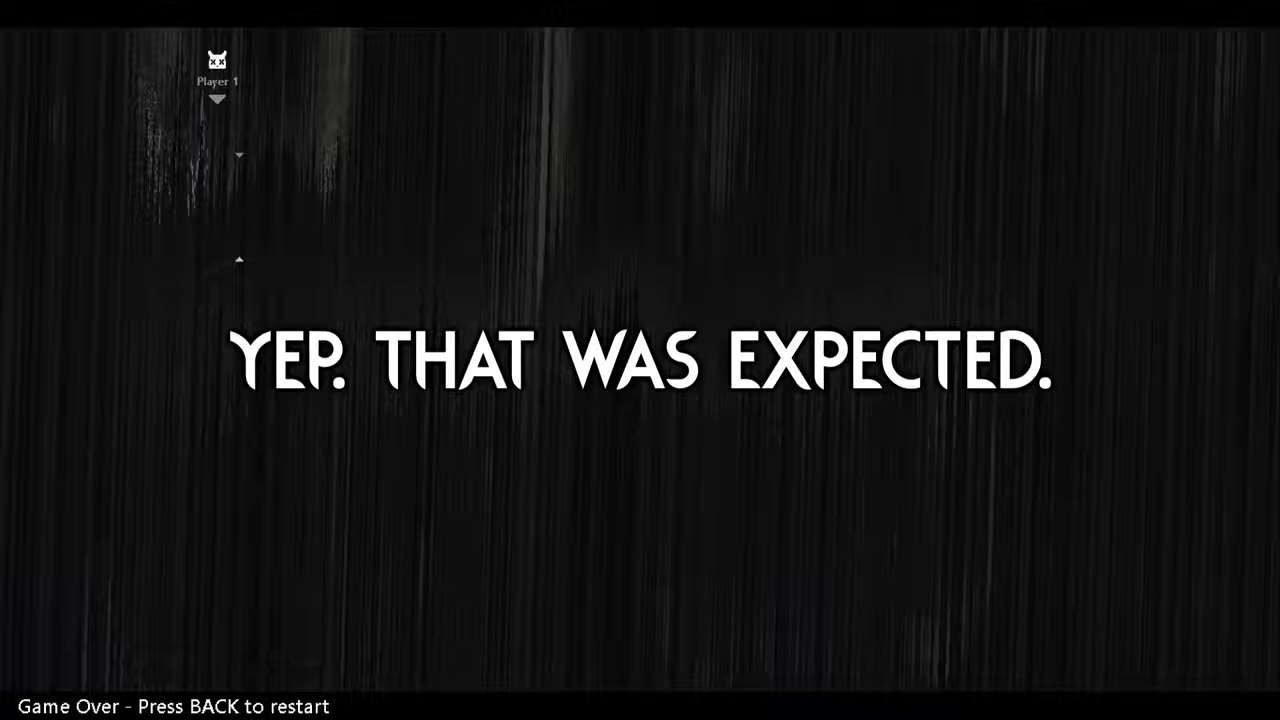 Player 1
YEP. THAT WAS EXPECTED.
Game Over - Press BACK to restart